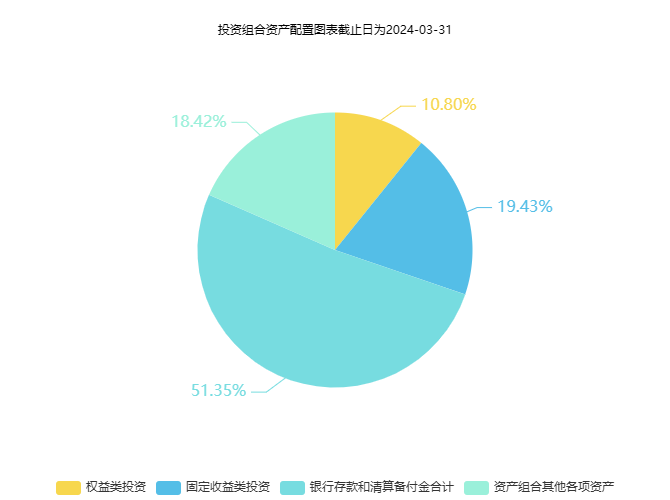 投资组合资产配置图表截止日为2024-03-31
10.80%
18.42%
19.43%
51.35%
权益类投资
固定收益类投资
银行存款和清算备付金合计
资产组合其他各项资产